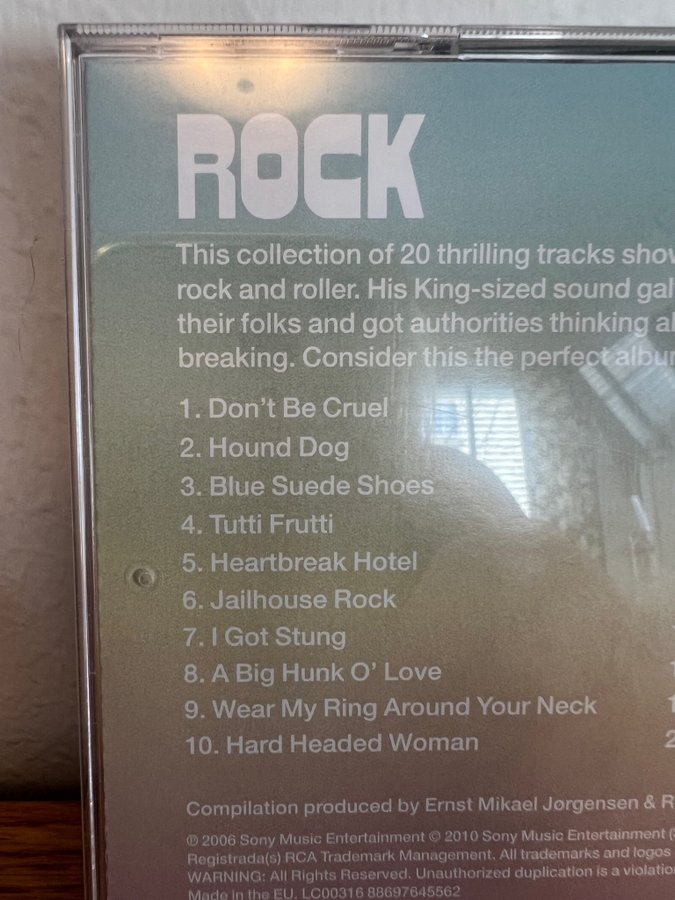 ROCK
This collection of 20 thrilling tracks
rock and roller. His King-sized sound
their folks and got authorities thinking
breaking. Consider this the perfect
1. Don't Be Cruel
2. Hound Dog
3. Blue Suede Shoes
4. Tutti Frutti
5. Heartbreak Hotel
6. Jailhouse Rock
7. I Got Stung
8. A Big Hunk O' Love
9. Wear My Ring Around Your Neck
10. Hard Headed Woman
Compilation produced by Ernst Mikael Jørgensen & R
℗ 2006 Sony Music Entertainment © 2010 Sony Music Entertainment
Registrada(s) RCA Trademark Management. All trademarks and logos
WARNING: All Rights Reserved. Unauthorized duplication is a
Made in the EU. LC00316 88697645562